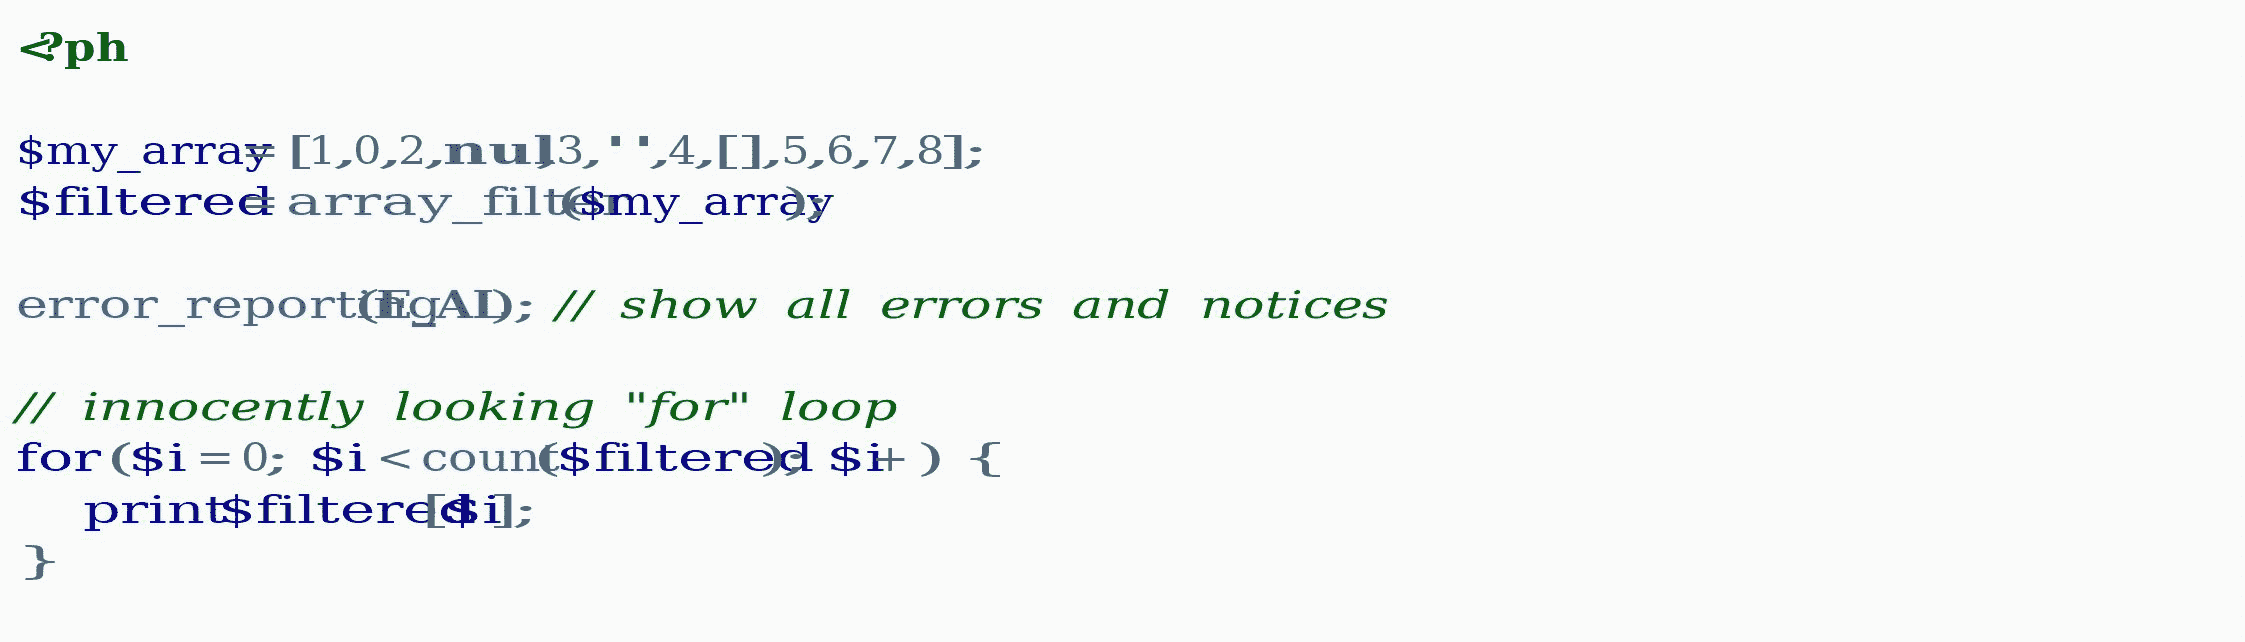 <?php
$my_array = [1,0,2,null,3,'',4,[],5,6,7,8];
$filtered = array_filter($my_array);
error_reporting(E_ALL); // show all errors and notices
// innocently looking "for" loop
for ($i = 0; $i < count($filtered); $i++) {
print $filtered[$i];
}